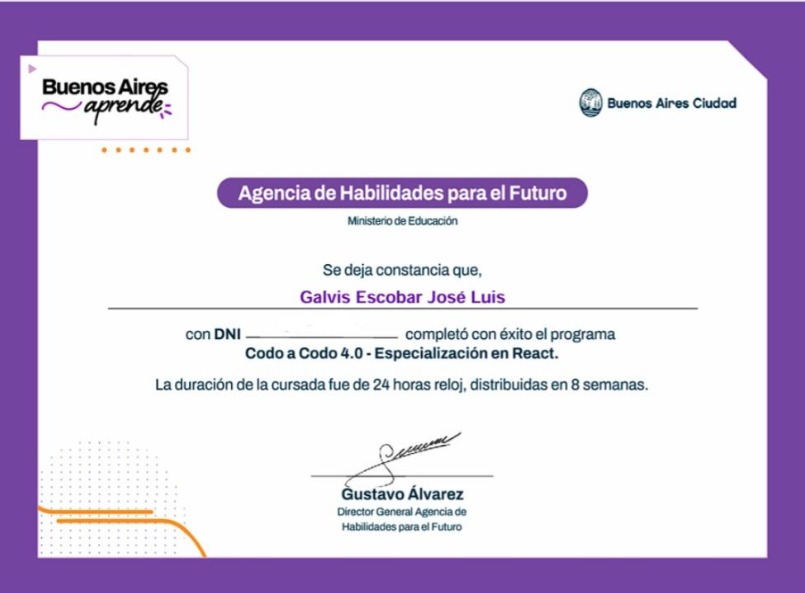 Buenos Aires
aprende
Buenos Aires Ciudad
Agencia de Habilidades para el Futuro
Ministerio de Educación
Se deja constancia que,
Galvis Escobar José Luis
con DNI completó con éxito el programa
Codo a Codo 4.0 - Especialización en React.
La duración de la cursada fue de 24 horas reloj, distribuidas en 8 semanas.
Gustavo Álvarez
Director General Agencia de
Habilidades para el Futuro